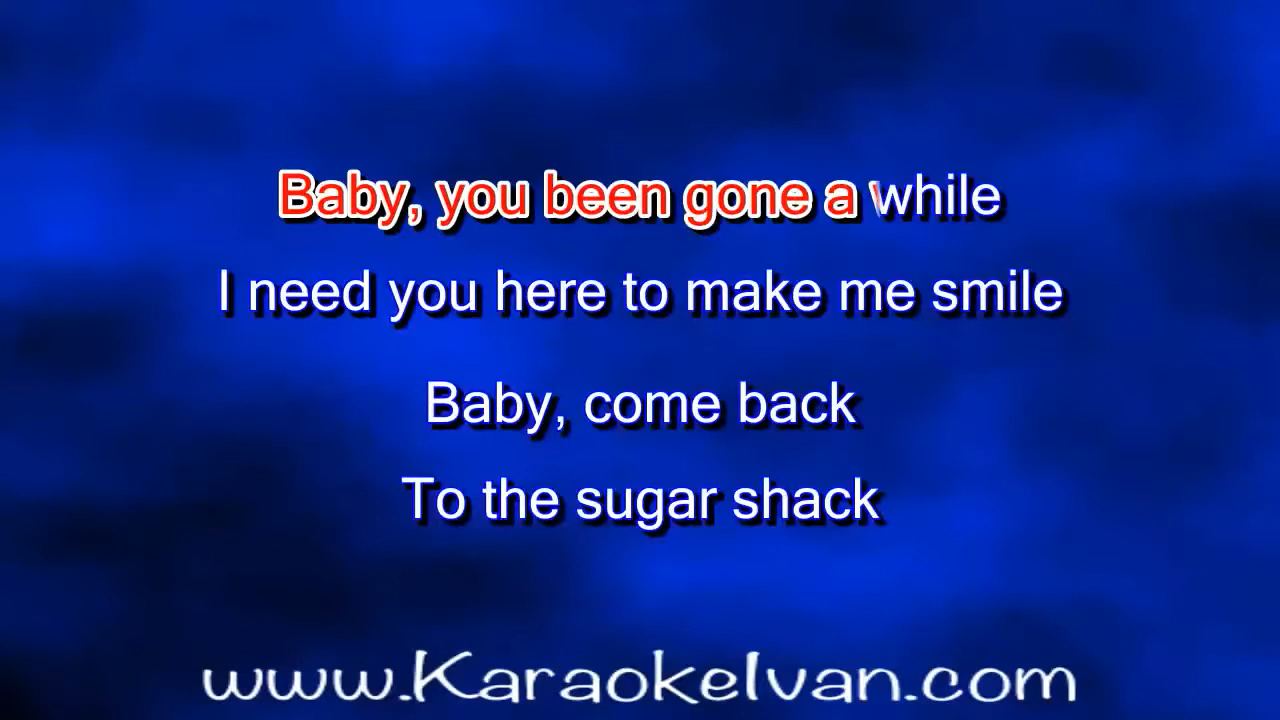 Baby, you been gone a while
I need you here to make me smile
Baby, come back
To the sugar shack
www.KaraokeIvan.com